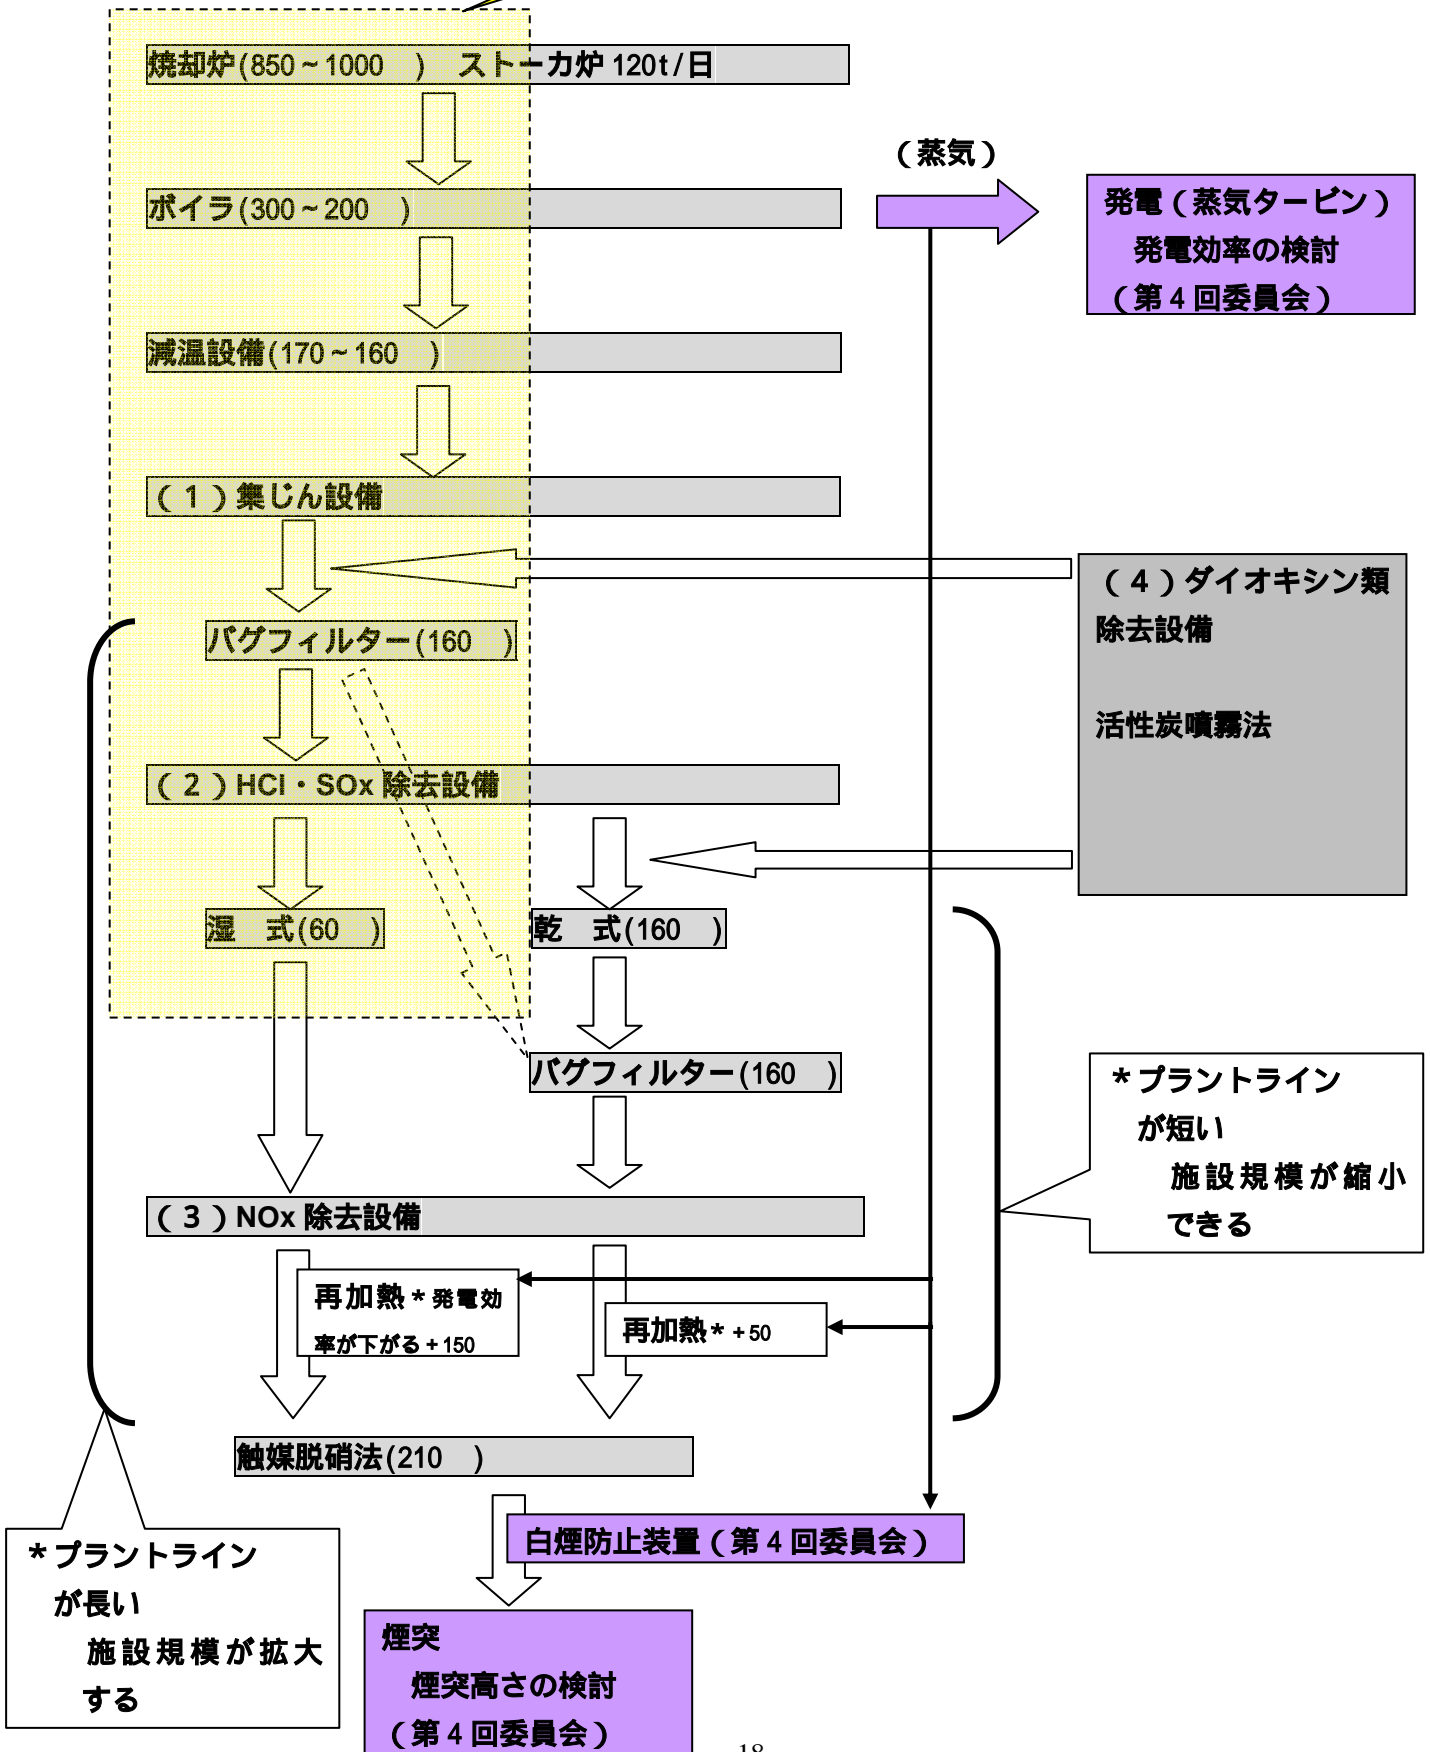 焼却炉(850～1000　)　ストーカ炉 120t/日
（蒸気）
ボイラ(300～200　)
発電（蒸気タービン）
発電効率の検討
（第４回委員会）
減温設備(170～160　)
（１）集じん設備
（４）ダイオキシン類
除去設備
活性炭噴霧法
バグフィルター(160　)
（２）HCl・SOx 除去設備
湿　式(60　)
乾　式(160　)
バグフィルター(160　)
＊プラントライン
が短い
施設規模が縮小
できる
（３）NOx 除去設備
再加熱＊発電効
率が下がる+150
再加熱＊ +50
触媒脱硝法(210　)
白煙防止装置（第４回委員会）
＊プラントライン
が長い
施設規模が拡大
する
煙突
煙突高さの検討
（第４回委員会）
18